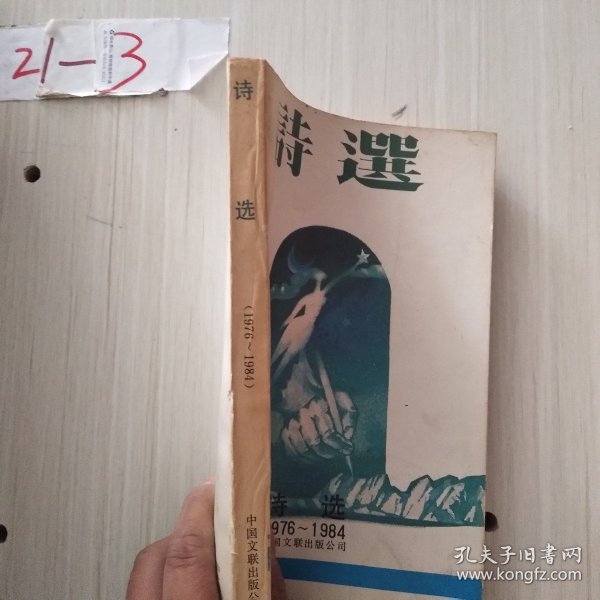 21-3
诗选
(1976~1984)
中国文联出版公
詩選
诗选
1976~1984
国文联出版公司
孔夫子旧书网
www.kongfz.com